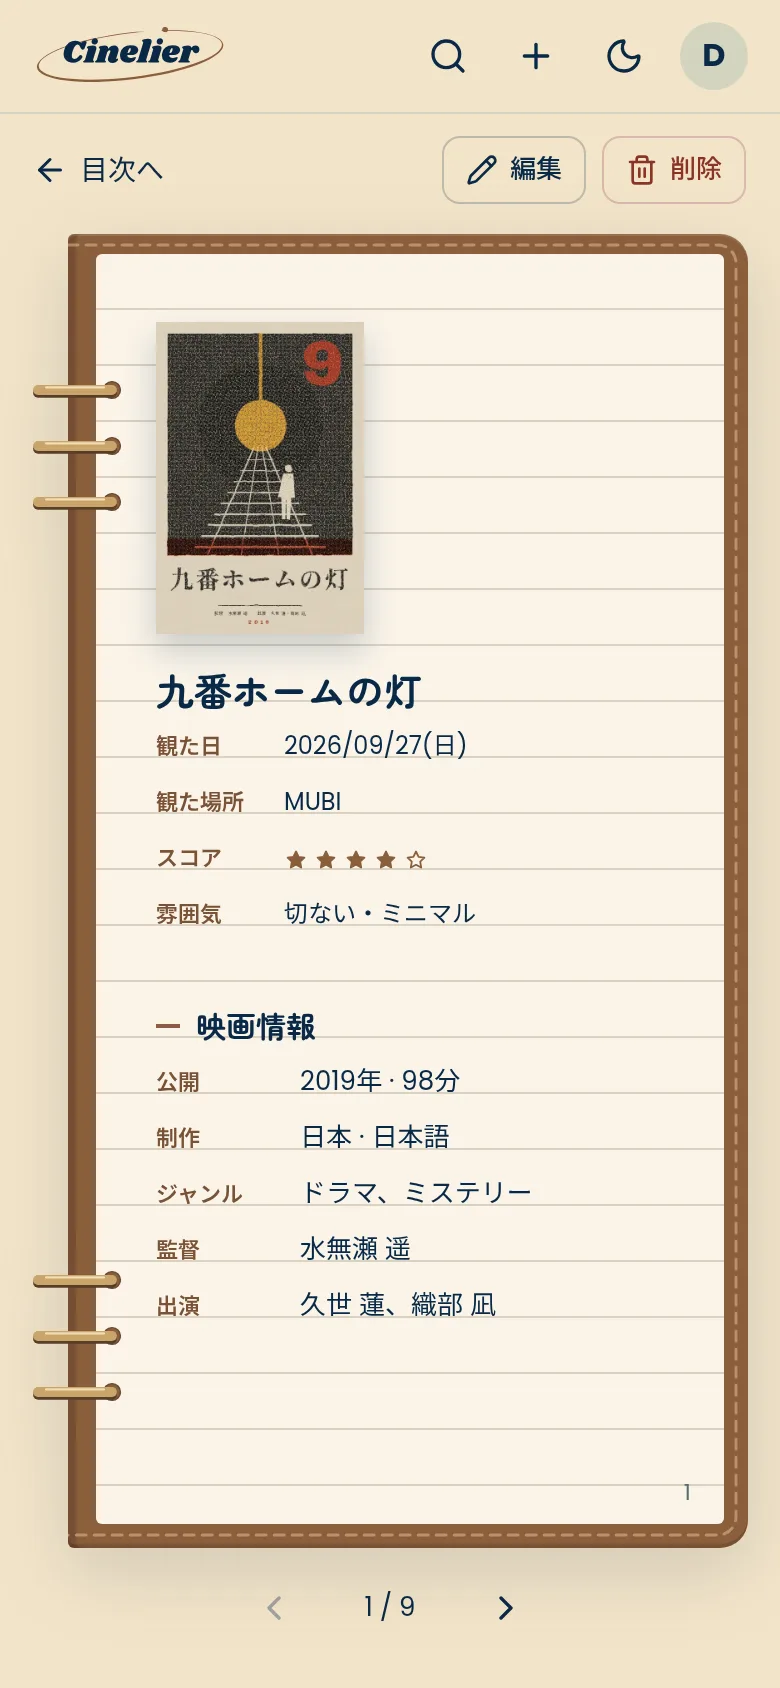 Cinelier
D
目次へ
編集
削除
9
九番ホームの灯
2019
九番ホームの灯
観た日 2026/09/27(日)
観た場所 MUBI
スコア ★★★★☆
雰囲気 切ない・ミニマル
映画情報
公開 2019年 · 98分
制作 日本 · 日本語
ジャンル ドラマ、ミステリー
監督 水無瀬 遥
出演 久世 蓮、織部 凪
1
1 / 9